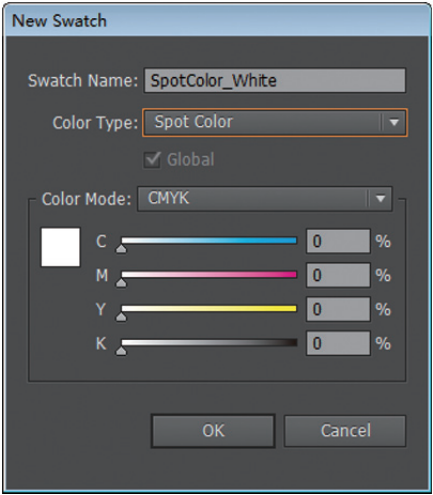 New Swatch
Swatch Name: SpotColor_White
Color Type: Spot Color
Global
Color Mode: CMYK
C 0 %
M 0 %
Y 0 %
K 0 %
OK Cancel